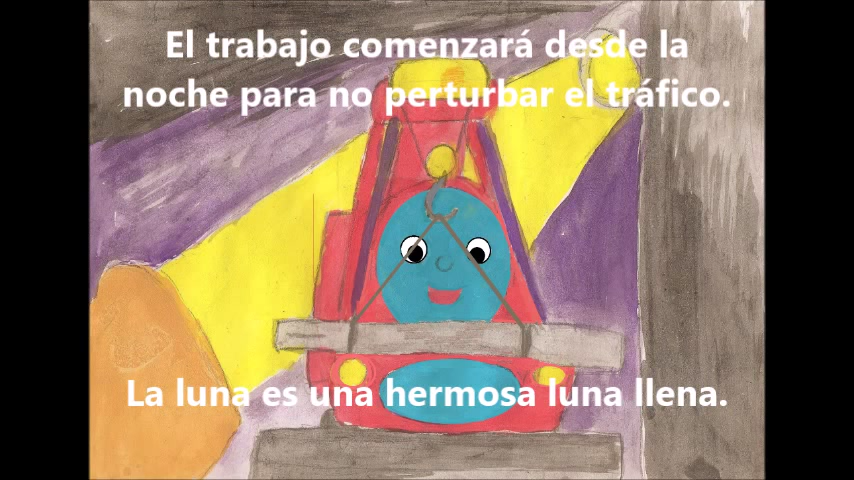 El trabajo comenzará desde la
noche para no perturbar el tráfico.
La luna es una hermosa luna llena.